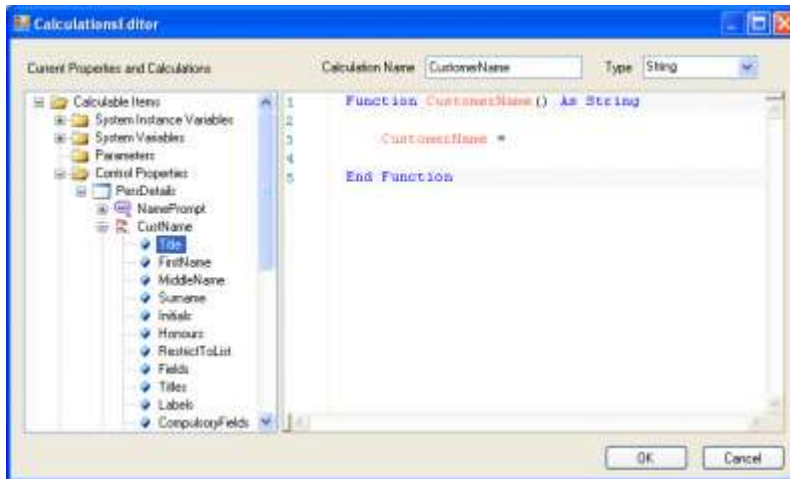 CalculationsEditor
Current Properties and Calculations
Calculation Name CustomerName Type String
Calculable Items
System Instance Variables
System Variables
Parameters
Control Properties
PersDetails
NamePrompt
CustName
Title
FirstName
MiddleName
Surname
Initials
Honours
RestrictToList
Fields
Titles
Labels
CompulsoryFields
1 Function CustomerName() As String
2
3 CustomerName =
4
5 End Function
OK Cancel